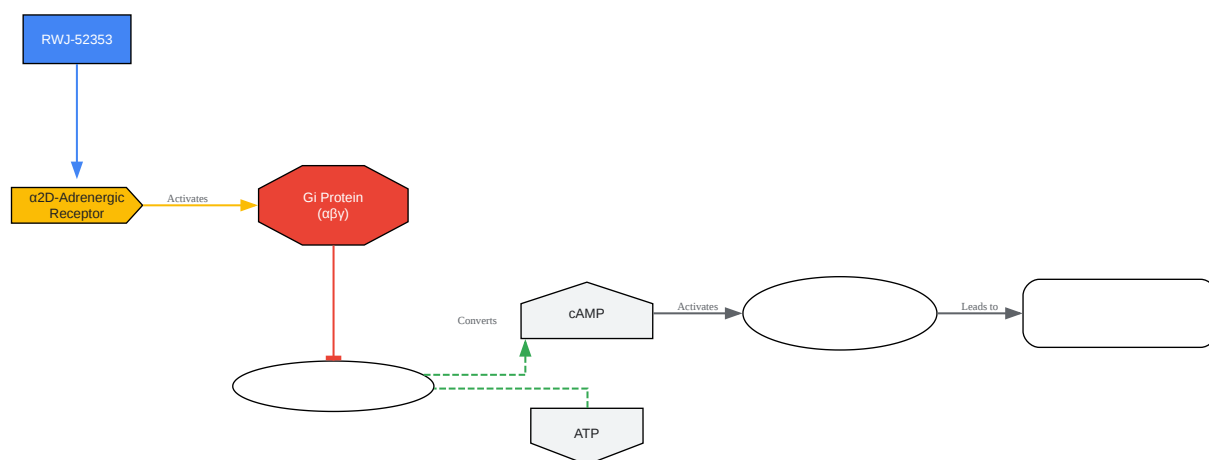 RWJ-52353
α2D-Adrenergic
Receptor
Activates
Gi Protein
(αβγ)
Converts
cAMP
Activates
Leads to
ATP